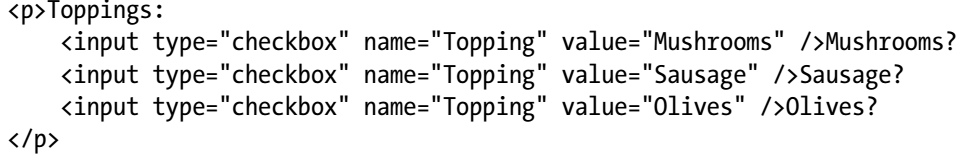 <p>Toppings:
    <input type="checkbox" name="Topping" value="Mushrooms" />Mushrooms?
    <input type="checkbox" name="Topping" value="Sausage" />Sausage?
    <input type="checkbox" name="Topping" value="Olives" />Olives?
</p>